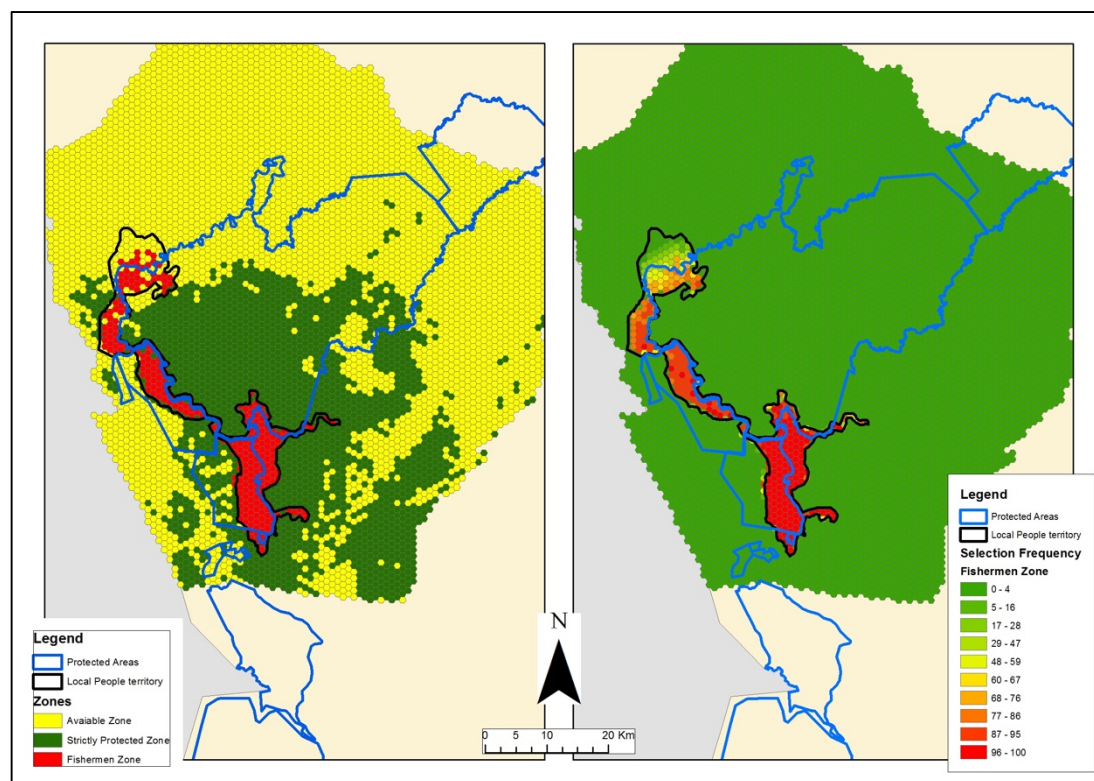 Legend
Protected Areas
Local People territory
Zones
Avaiable Zone
Strictly Protected Zone
Fishermen Zone
N
0 5 10 20 Km
Legend
Protected Areas
Local People territory
Selection Frequency
Fishermen Zone
0 - 4
5 - 16
17 - 28
29 - 47
48 - 59
60 - 67
68 - 76
77 - 86
87 - 95
96 - 100